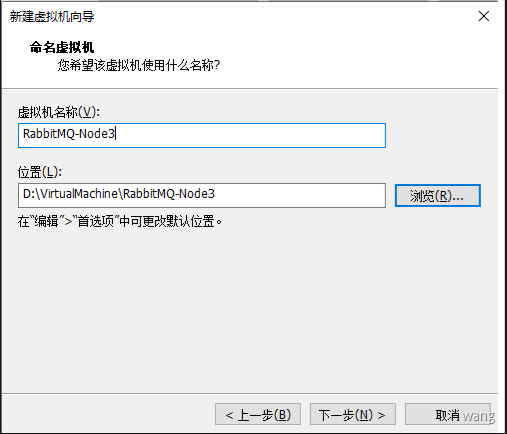 新建虚拟机向导
命名虚拟机
您希望该虚拟机使用什么名称?
虚拟机名称(V):
RabbitMQ-Node3
位置(L):
D:\VirtualMachine\RabbitMQ-Node3
浏览(R)...
在“编辑”>“首选项”中可更改默认位置。
< 上一步(B)
下一步(N) >
取消
wang